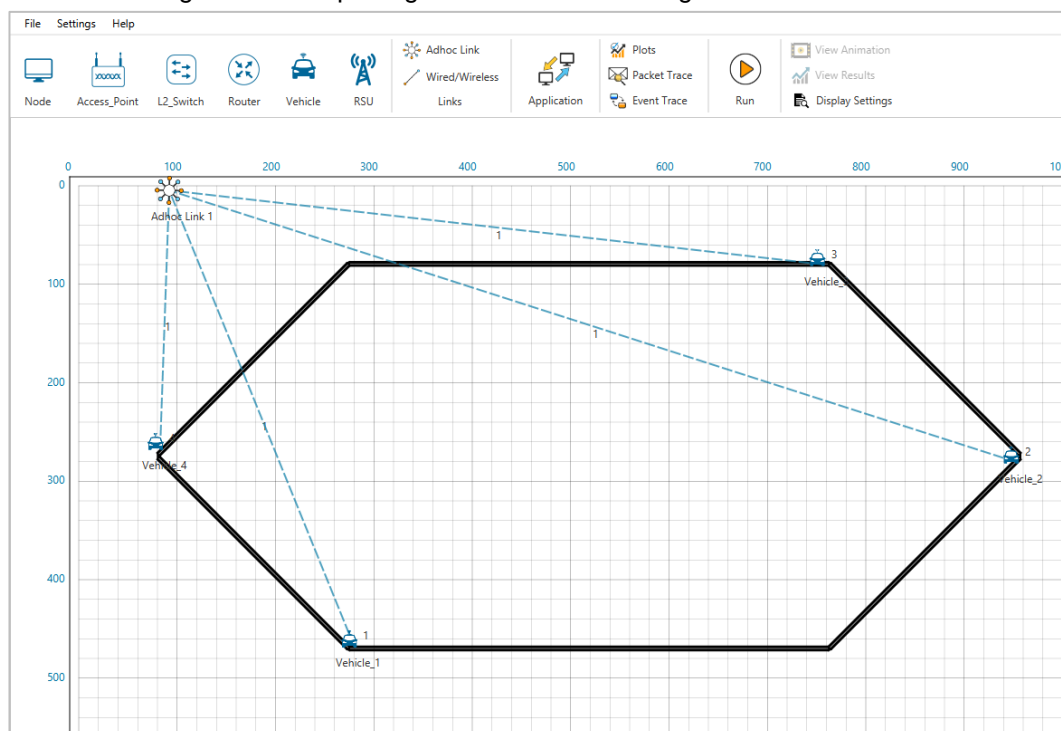 File Settings Help
Adhoc Link Plots View Animation
Wired/Wireless Packet Trace View Results
Node Access_Point L2_Switch Router Vehicle RSU Links Application Event Trace Run Display Settings
0 100 200 300 400 500 600 700 800 900
0
Adhoc Link 1
1
3
Vehicle_
100
1
1
200
1
2
Vehicle_4
Vehicle_2
300
400
1
Vehicle_1
500